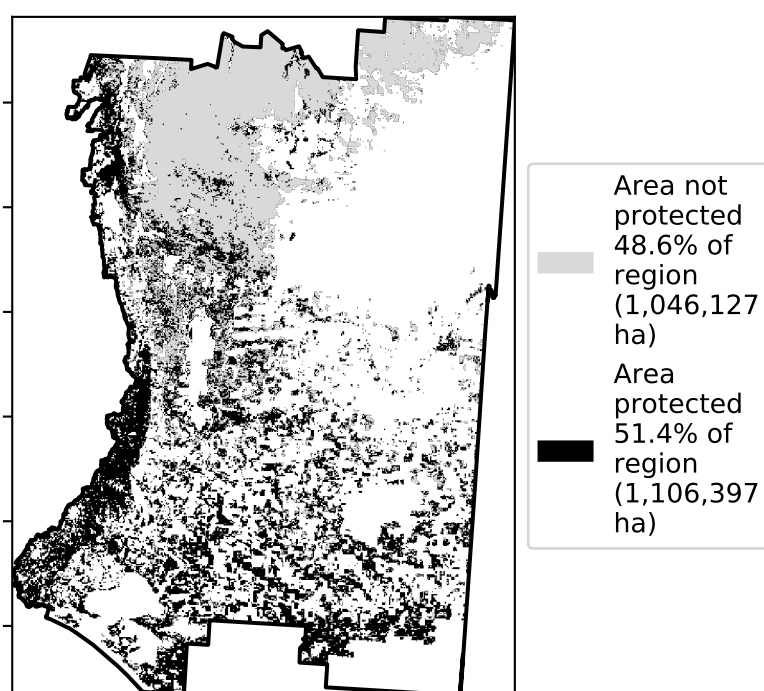 Area not
protected
48.6% of
region
(1,046,127
ha)
Area
protected
51.4% of
region
(1,106,397
ha)